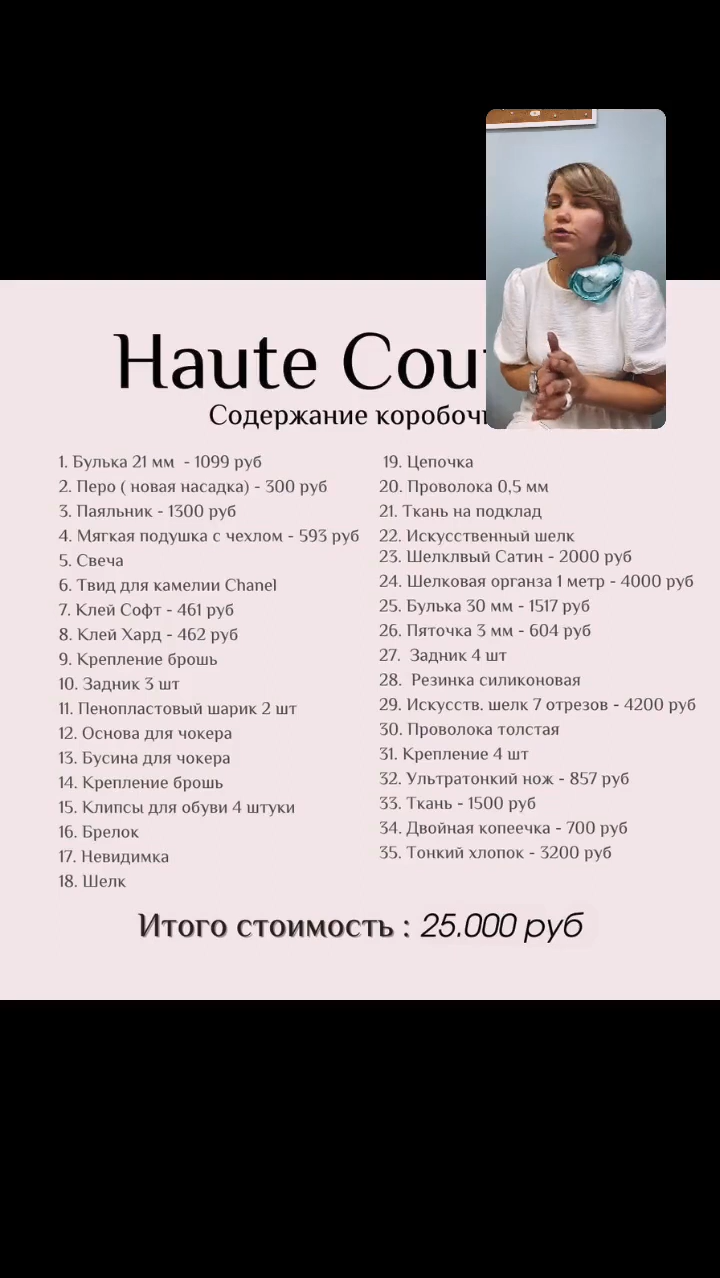 Haute Cou
Содержание коробоч
1. Булька 21 мм - 1099 руб
2. Перо ( новая насадка) - 300 руб
3. Паяльник - 1300 руб
4. Мягкая подушка с чехлом - 593 руб
5. Свеча
6. Твид для камелии Chanel
7. Клей Софт - 461 руб
8. Клей Хард - 462 руб
9. Крепление брошь
10. Задник 3 шт
11. Пенопластовый шарик 2 шт
12. Основа для чокера
13. Бусина для чокера
14. Крепление брошь
15. Клипсы для обуви 4 штуки
16. Брелок
17. Невидимка
18. Шелк
19. Цепочка
20. Проволока 0,5 мм
21. Ткань на подклад
22. Искусственный шелк
23. Шелклвый Сатин - 2000 руб
24. Шелковая органза 1 метр - 4000 руб
25. Булька 30 мм - 1517 руб
26. Пяточка 3 мм - 604 руб
27. Задник 4 шт
28. Резинка силиконовая
29. Искусств. шелк 7 отрезов - 4200 руб
30. Проволока толстая
31. Крепление 4 шт
32. Ультратонкий нож - 857 руб
33. Ткань - 1500 руб
34. Двойная копеечка - 700 руб
35. Тонкий хлопок - 3200 руб
Итого стоимость : 25.000 руб